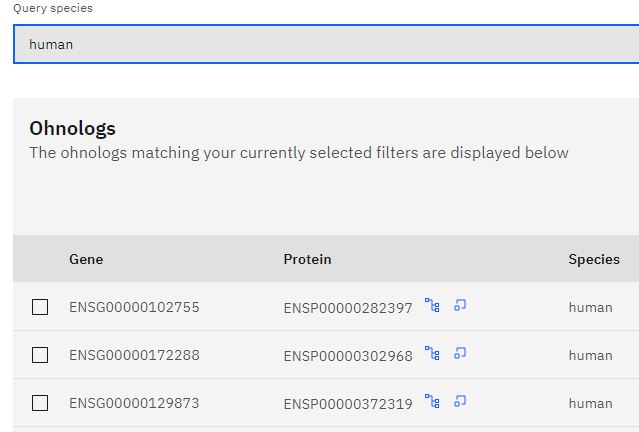 Query species
human
Ohnologs
The ohnologs matching your currently selected filters are displayed below
Gene Protein Species
ENSG00000102755 ENSP00000282397 human
ENSG00000172288 ENSP00000302968 human
ENSG00000129873 ENSP00000372319 human